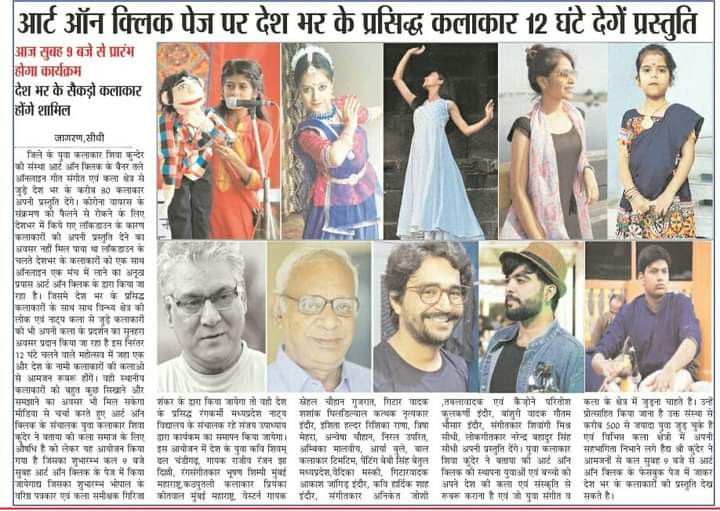 आर्ट ऑन क्लिक पेज पर देश भर के प्रसिद्ध कलाकार 12 घंटे देगें प्रस्तुति
आज सुबह 9 बजे से प्रारंभ
होगा कार्यक्रम
देश भर के सैकड़ो कलाकार
होंगे शामिल
जागरण,सीधी
जिले के युवा कलाकार शिवा कुन्देर
की संस्था आर्ट ऑन क्लिक के बैनर तले
ऑनलाइन गीत संगीत एवं कला क्षेत्र से
जुड़े देश भर के करीब 80 कलाकार
अपनी प्रस्तुति देंगे। कोरोना वायरस के
संक्रमण को फैलने से रोकने के लिए
देशभर में किये गए लॉकडाउन के कारण
कलाकारों को अपनी प्रस्तुति देने का
अवसर नहीं मिल पाया था लॉकडाउन के
चलते देशभर के कलाकारों को एक साथ
ऑनलाइन एक मंच में लाने का अनूठा
प्रयास आर्ट ऑन क्लिक के द्वारा किया जा
रहा है। जिसमे देश भर के प्रसिद्ध
कलाकारों के साथ साथ विन्ध्य क्षेत्र की
लोक एवं नाट्य कला से जुड़े कलाकारों
को भी अपनी कला के प्रदर्शन का सुनहरा
अवसर प्रदान किया जा रहा है इस निरंतर
12 घंटे चलने वाले महोत्सव में जहा एक
और देश के नामी कलाकारों की कलाओं
से आमजन रूबरू होंगें। वही स्थानीय
कलाकारों को बहुत कुछ सिखाने और
समझाने का अवसर भी मिल सकेगा
मीडिया से चर्चा करते हुए आर्ट ऑन
क्लिक के संचालक युवा कलाकार शिवा
कुंदेर ने बताया की कला समाज के लिए
औषधि है को लेकर यह आयोजन किया
गया है जिसका शुभारम्भ कल 9 बजे
सुबह आर्ट ऑन क्लिक के पेज में किया
जायेगाद्य जिसका शुभारम्भ भोपाल के
वरिष्ठ पत्रकार एवं कला समीक्षक गिरिजा
शंकर के द्वारा किया जायेगा तो वही देश
के प्रसिद्ध रंगकर्मी मध्यप्रदेश नाट्य
विद्यालय के संचालक रहे संजय उपाध्याय
द्वारा कार्यक्रम का समापन किया जायेगा।
इस आयोजन में देश के युवा कवि शिवमृ
ढाल चंडीगढ़, गायक राजीव रंजन झा
दिल्ली, रंगसंगीतकार भूषण शिम्पी मुंबई
महाराष्ट्र,कठपुतली कलाकार प्रियंका
कोतवाल मुंबई महाराष्ट्र, वेस्टर्न गायक
स्नेहल चौहान गुजरात, गिटार वादक
शशांक पिलडियाल कत्थक नृत्यकार
इंदौर, इशिता हल्दर गिशिका राणा, जिषा
मेहरा, अन्वेषा चौहान, निरल उपरित,
अम्बिका मालवीय, आर्या चुले, बाल
कलाकार टिमटिम, पेंटिंग बेबी सिंह बेतुल
मध्यप्रदेश,वेदिका मस्के, गिटारवादक
आकाश जांगिड़ इंदौर, कवि हार्दिक शाह
इंदौर, संगीतकार अनिकेत जोशी
,तबलावादक एवं कैज़ोने परितोश
कुलकर्णी इंदौर, बांशुरी वादक गौतम
भौसार इंदौर, संगीतकार शिवांगी मिश्र
सीधी, लोकगीतकार नरेन्द्र बहादुर सिंह
सीधी अपनी प्रस्तुति देंगे। युवा कलाकार
शिवा कुंदेर ने बताया की आर्ट ऑन
क्लिक की स्थापना युवाओं एवं बच्चों को
अपने देश की कला एवं संस्कृति से
रूबरू कराना है एवं जो युवा संगीत व
कला के क्षेत्र में जुड़ना चाहते है। उन्हें
प्रोत्साहित किया जाना है उक्त संस्था से
करीब 500 से जयादा युवा जुड़ चुके है
एवं विभिन्न कला क्षेत्रो में अपनी
सहभागिता निभाने लगे हैद्य श्री कुंदेर ने
आमजनों से कल सुबह 9 बजे से आर्ट
ऑन क्लिक के फेसबुक पेज में जाकर
देश भर के कलाकारों की प्रस्तुति देख
सकते है।